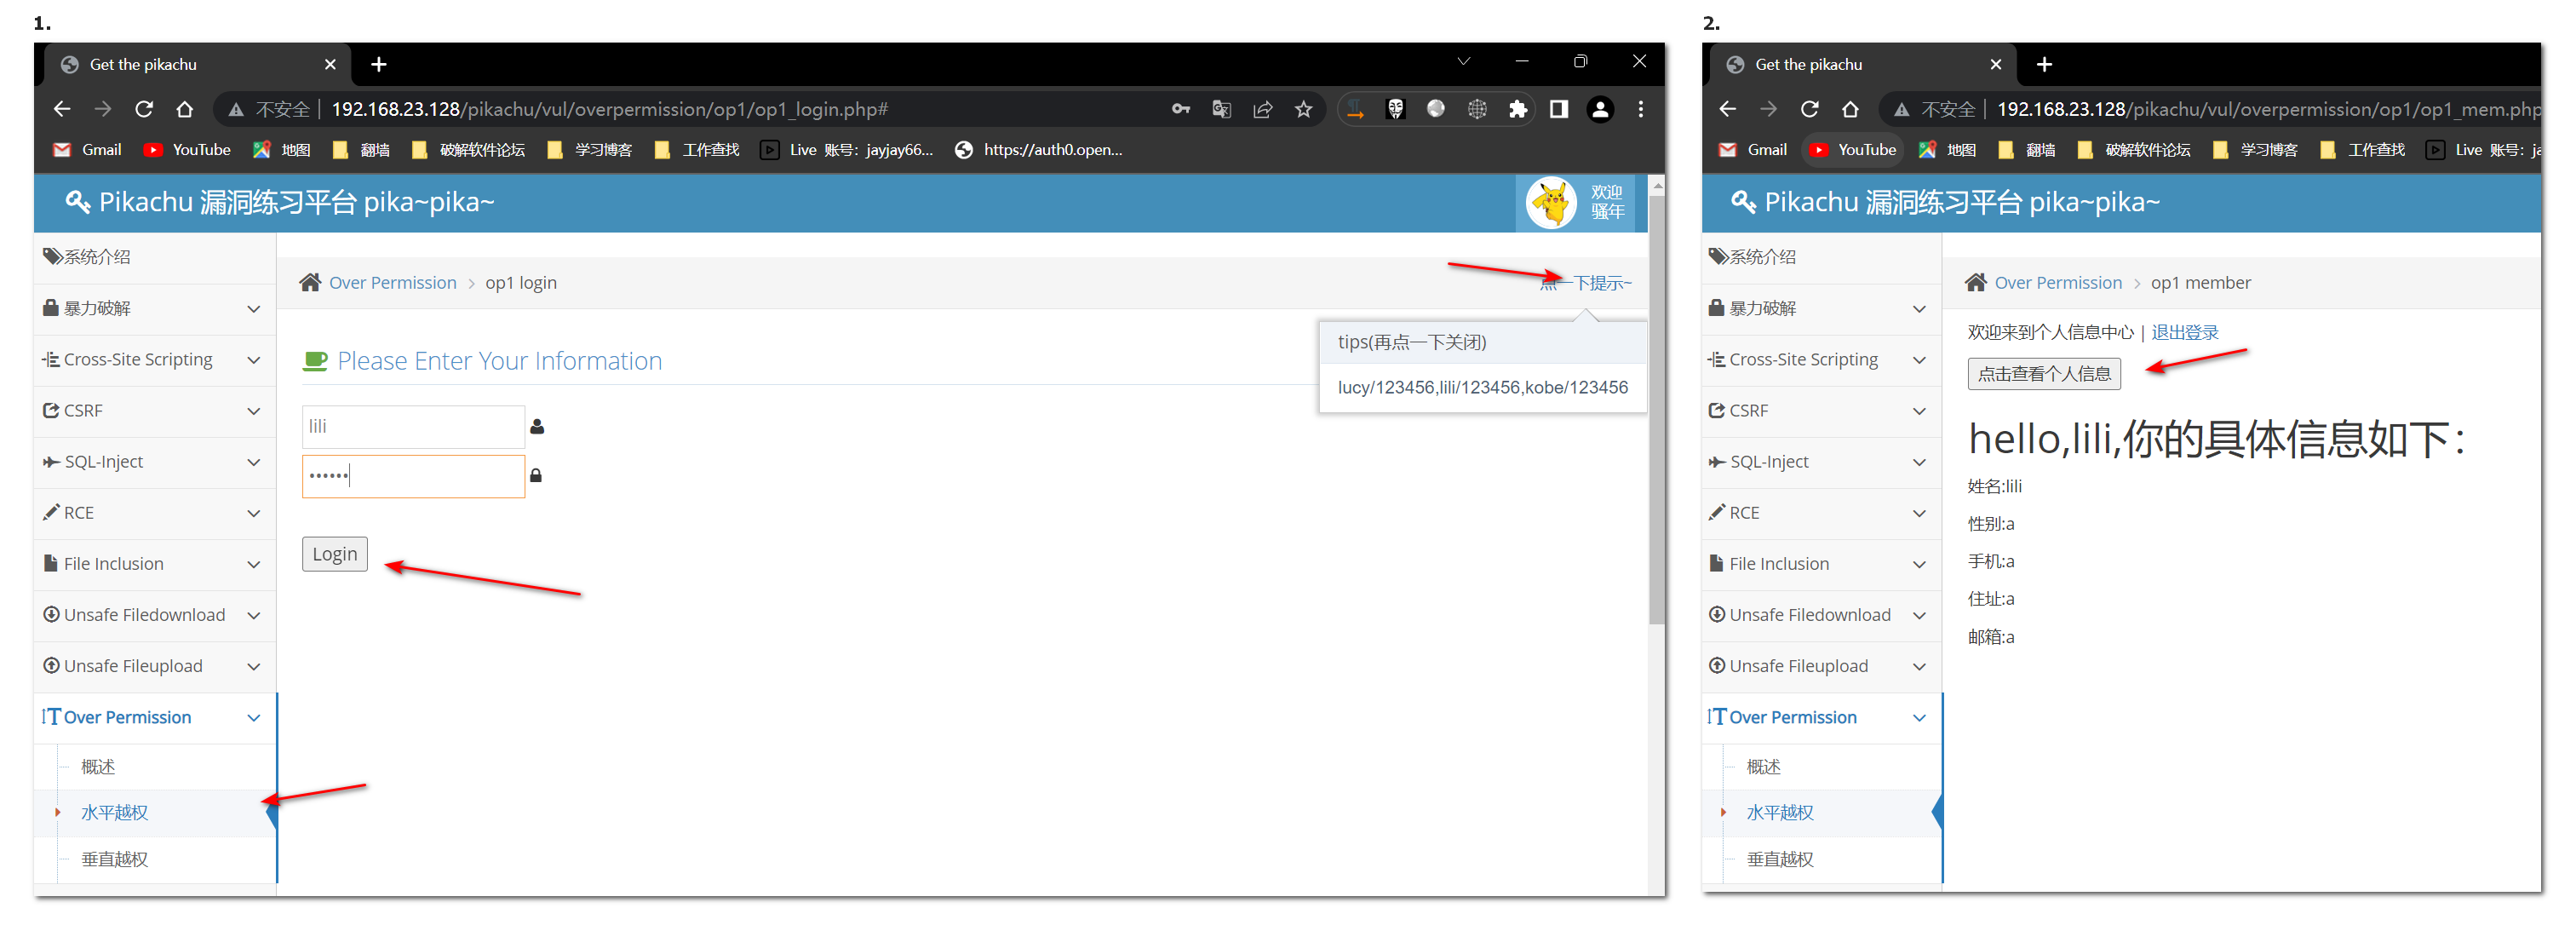 1.
Get the pikachu
不安全 | 192.168.23.128/pikachu/vul/overpermission/op1/op1_login.php#
Gmail YouTube 地图 翻墙 破解软件论坛 学习博客 工作查找 Live 账号：jayjay66... https://auth0.open...
Pikachu 漏洞练习平台 pika~pika~
欢迎
骚年
系统介绍
暴力破解
Cross-Site Scripting
CSRF
SQL-Inject
RCE
File Inclusion
Unsafe Filedownload
Unsafe Fileupload
Over Permission
概述
水平越权
垂直越权
Over Permission > op1 login
点一下提示~
tips(再点一下关闭)
lucy/123456,lili/123456,kobe/123456
Please Enter Your Information
lili
••••••
Login
2.
Get the pikachu
不安全 | 192.168.23.128/pikachu/vul/overpermission/op1/op1_mem.php
Gmail YouTube 地图 翻墙 破解软件论坛 学习博客 工作查找 Live 账号：ja
Pikachu 漏洞练习平台 pika~pika~
系统介绍
暴力破解
Cross-Site Scripting
CSRF
SQL-Inject
RCE
File Inclusion
Unsafe Filedownload
Unsafe Fileupload
Over Permission
概述
水平越权
垂直越权
Over Permission > op1 member
欢迎来到个人信息中心 | 退出登录
点击查看个人信息
hello,lili,你的具体信息如下：
姓名:lili
性别:a
手机:a
住址:a
邮箱:a